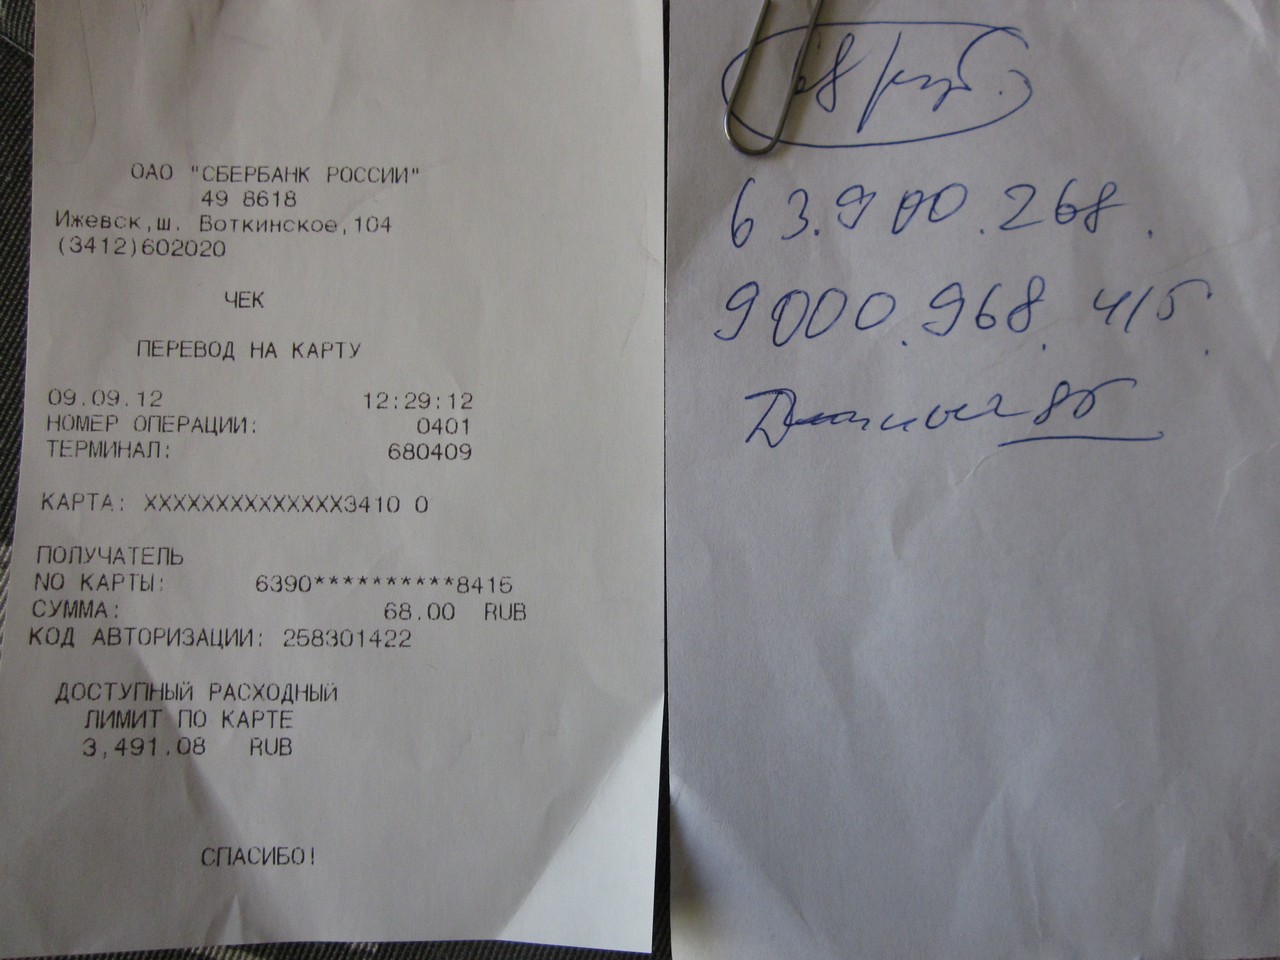 ОАО "СБЕРБАНК РОССИИ"
49 8618
Ижевск,ш. Воткинское,104
(3412)602020
ЧЕК
ПЕРЕВОД НА КАРТУ
09.09.12 12:29:12
НОМЕР ОПЕРАЦИИ: 0401
ТЕРМИНАЛ: 680409
КАРТА: XXXXXXXXXXXXXX3410 0
ПОЛУЧАТЕЛЬ
NO КАРТЫ: 6390**********8415
СУММА: 68.00 RUB
КОД АВТОРИЗАЦИИ: 258301422
ДОСТУПНЫЙ РАСХОДНЫЙ
ЛИМИТ ПО КАРТЕ
3,491.08 RUB
СПАСИБО!
68 руб.
63.900.268.
9000.968.415.
86